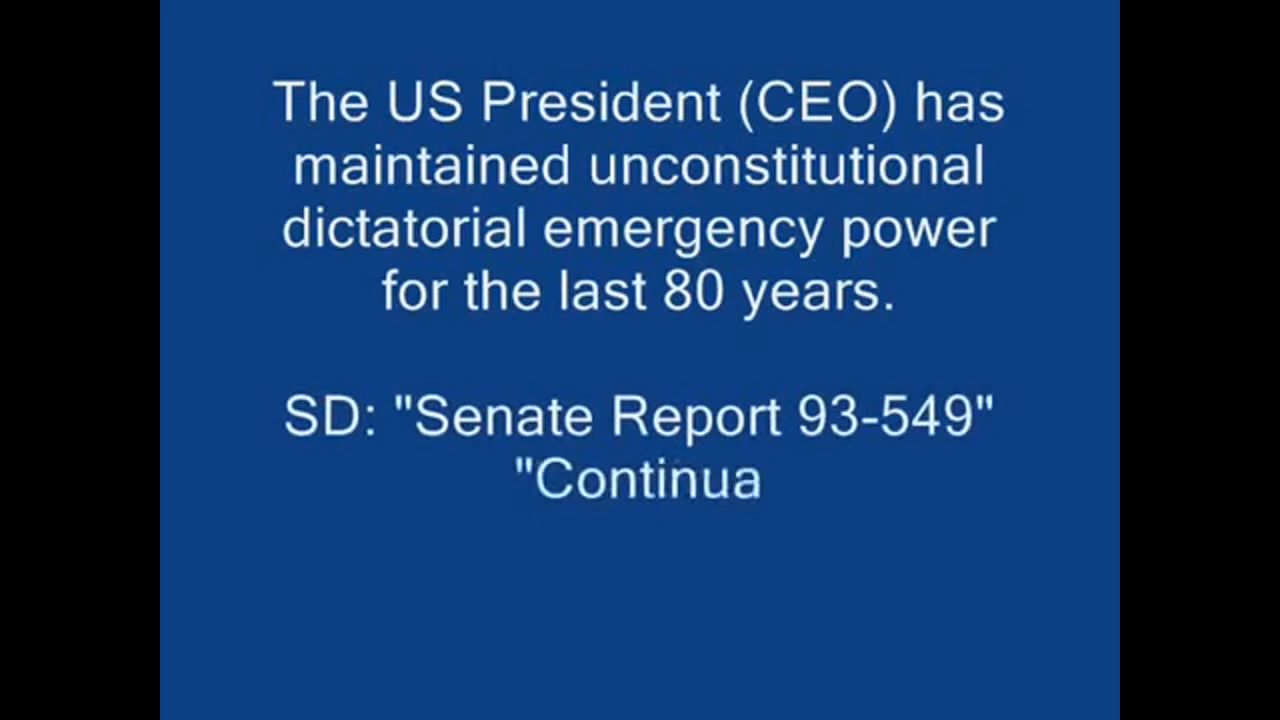 The US President (CEO) has
maintained unconstitutional
dictatorial emergency power
for the last 80 years.
SD: "Senate Report 93-549"
"Continua